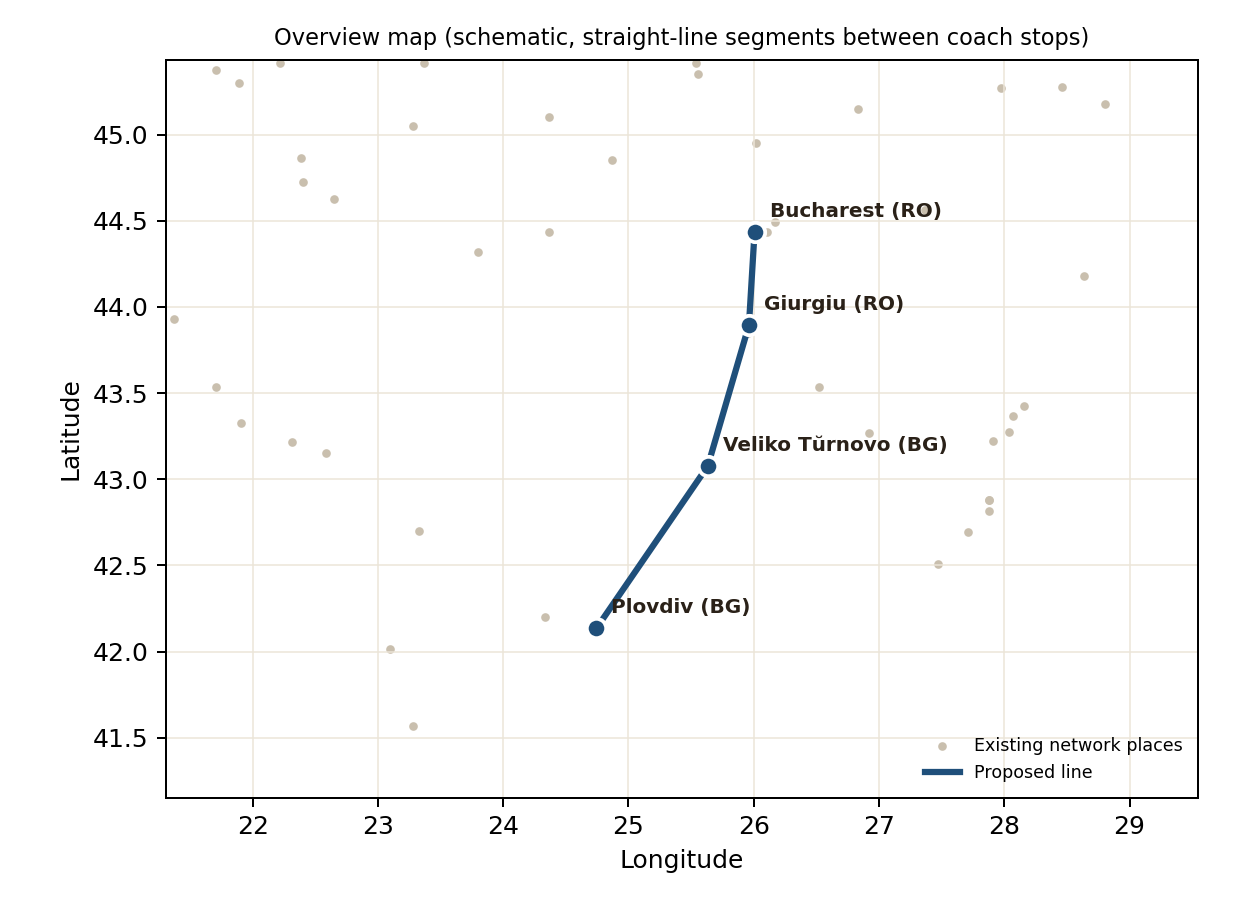 Overview map (schematic, straight-line segments between coach stops)
45.0
44.5
44.0
43.5
43.0
42.5
42.0
41.5
Latitude
Bucharest (RO)
Giurgiu (RO)
Veliko Tŭrnovo (BG)
Plovdiv (BG)
Existing network places
Proposed line
22 23 24 25 26 27 28 29
Longitude